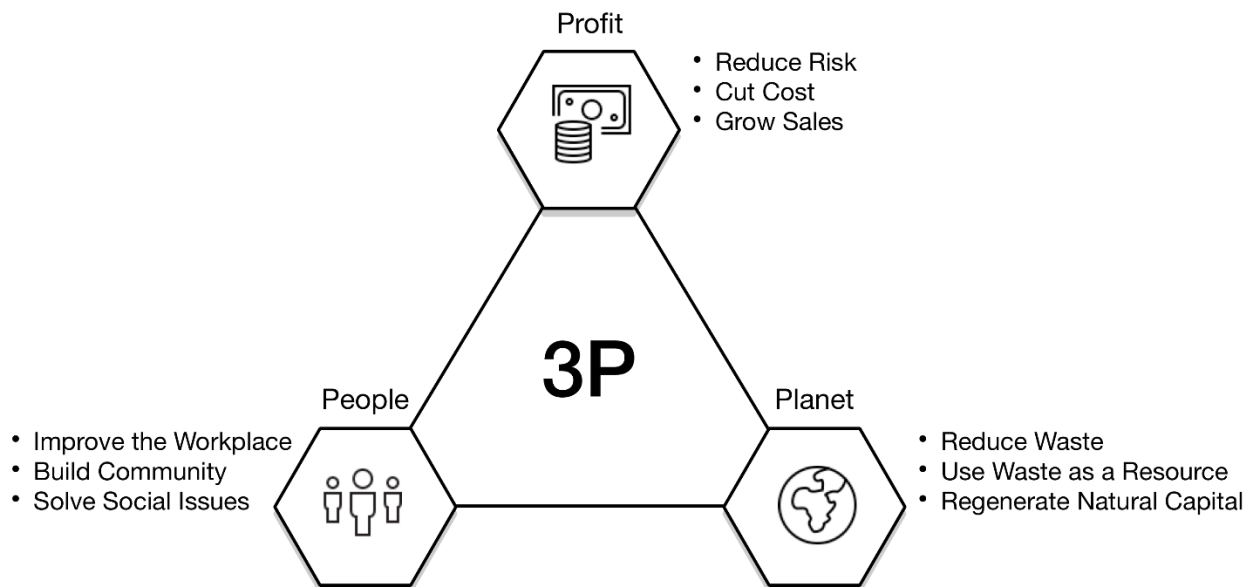 Profit
• Reduce Risk
• Cut Cost
• Grow Sales
3P
People
• Improve the Workplace
• Build Community
• Solve Social Issues
Planet
• Reduce Waste
• Use Waste as a Resource
• Regenerate Natural Capital